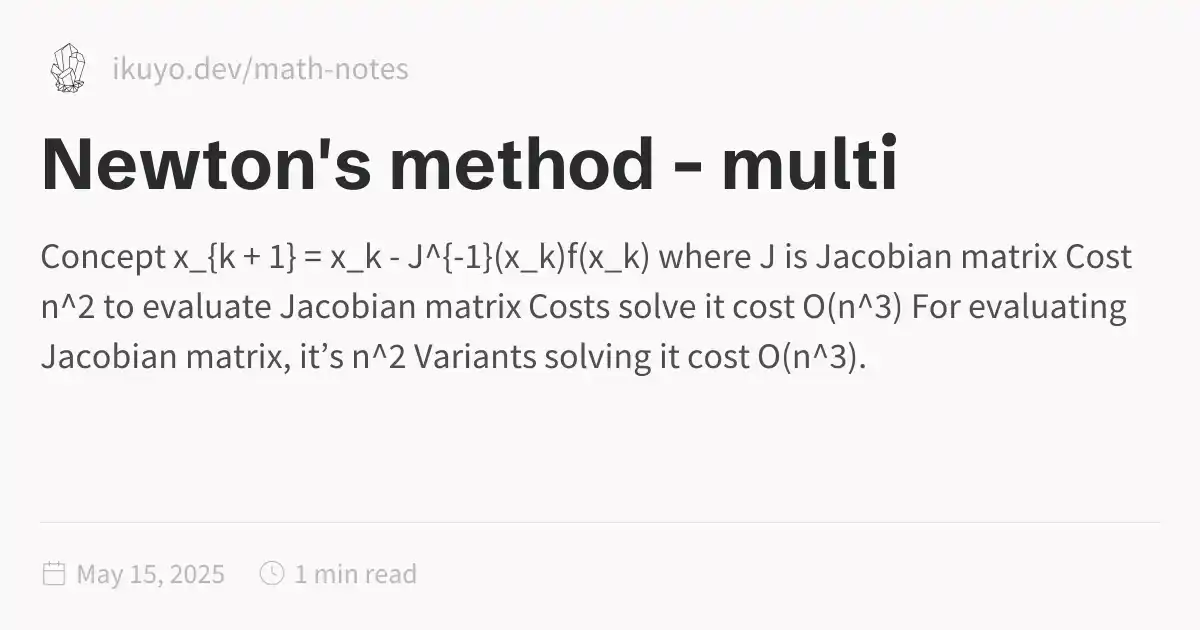 ikuyo.dev/math-notes
Newton's method - multi
Concept x_{k + 1} = x_k - J^{-1}(x_k)f(x_k) where J is Jacobian matrix Cost
n^2 to evaluate Jacobian matrix Costs solve it cost O(n^3) For evaluating
Jacobian matrix, it’s n^2 Variants solving it cost O(n^3).
May 15, 2025 1 min read